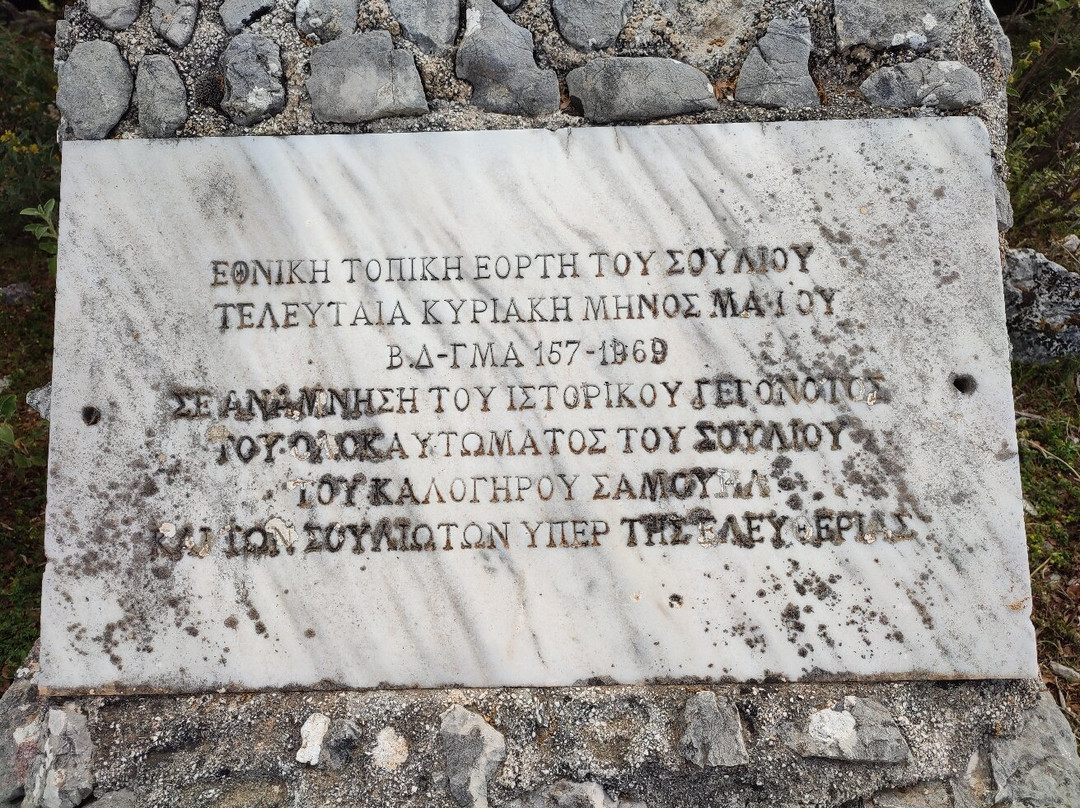 ΕΘΝΙΚΗ ΤΟΠΙΚΗ ΕΟΡΤΗ ΤΟΥ ΣΟΥΛΙΟΥ
ΤΕΛΕΥΤΑΙΑ ΚΥΡΙΑΚΗ ΜΗΝΟΣ ΜΑΪΟΥ
Β.Δ-ΓΜΑ 157-1969
ΣΕ ΑΝΑΜΝΗΣΗ ΤΟΥ ΙΣΤΟΡΙΚΟΥ ΓΕΓΟΝΟΤΟΣ
ΤΟΥ ΟΛΟΚΑΥΤΩΜΑΤΟΣ ΤΟΥ ΣΟΥΛΙΟΥ
ΤΟΥ ΚΑΛΟΓΗΡΟΥ ΣΑΜΟΥΗΛ
ΚΑΙ ΤΩΝ ΣΟΥΛΙΩΤΩΝ ΥΠΕΡ ΤΗΣ ΕΛΕΥΘΕΡΙΑΣ